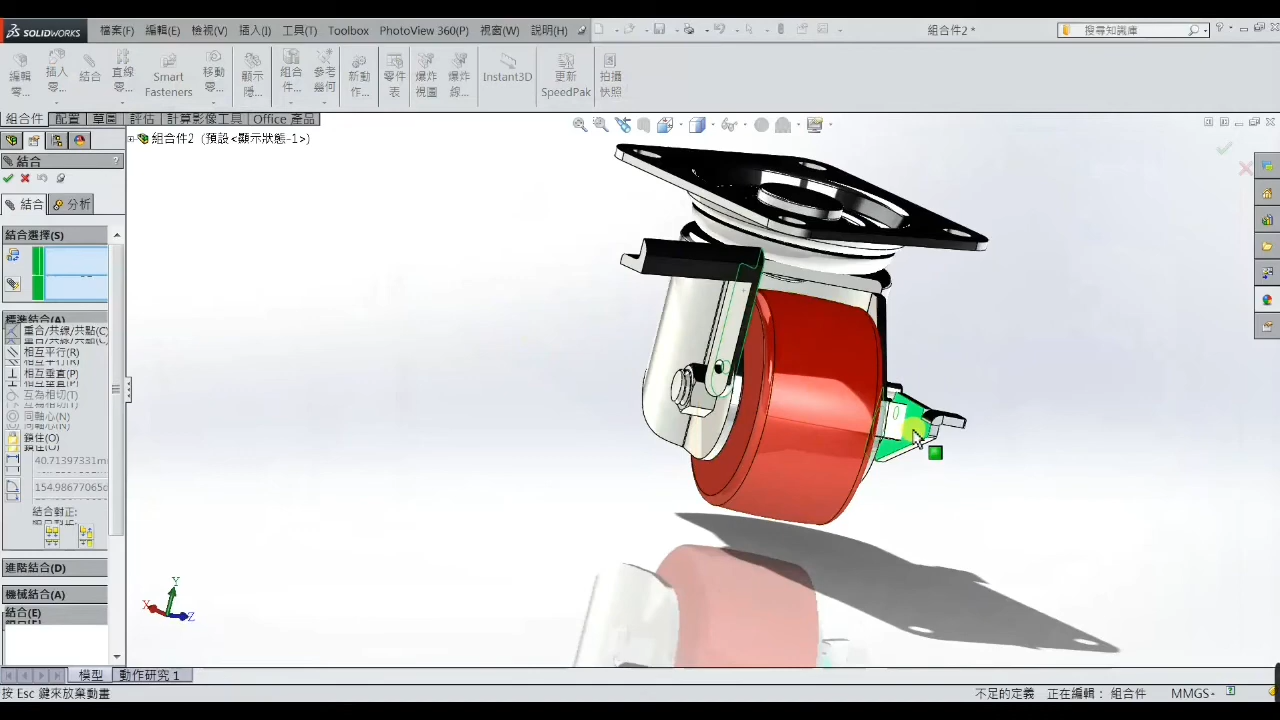 SOLIDWORKS 檔案(F) 編輯(E) 檢視(V) 插入(I) 工具(T) Toolbox PhotoView 360(P) 視窗(W) 說明(H) 組合件2 * 搜尋知識庫
編輯零... 插入零... 結合 直線零... Smart Fasteners 移動零... 顯示隱... 組合件... 參考幾何 新動作... 零件表 爆炸視圖 爆炸線... Instant3D 更新 SpeedPak 拍攝快照
組合件 配置 草圖 評估 計算影像工具 Office 產品
組合件2 (預設<顯示狀態-1>)
結合 ?
結合 分析
結合選擇(S)
標準結合(A)
重合/共線/共點(C)
相互平行(R)
相互垂直(P)
互為相切(T)
同軸心(N)
鎖住(O)
40.71397331mm
154.98677065
結合對正:
進階結合(D)
機械結合(A)
結合(E)
X Y Z
模型 動作研究 1
按 Esc 鍵來放棄動畫 不足的定義 正在編輯: 組合件 MMGS